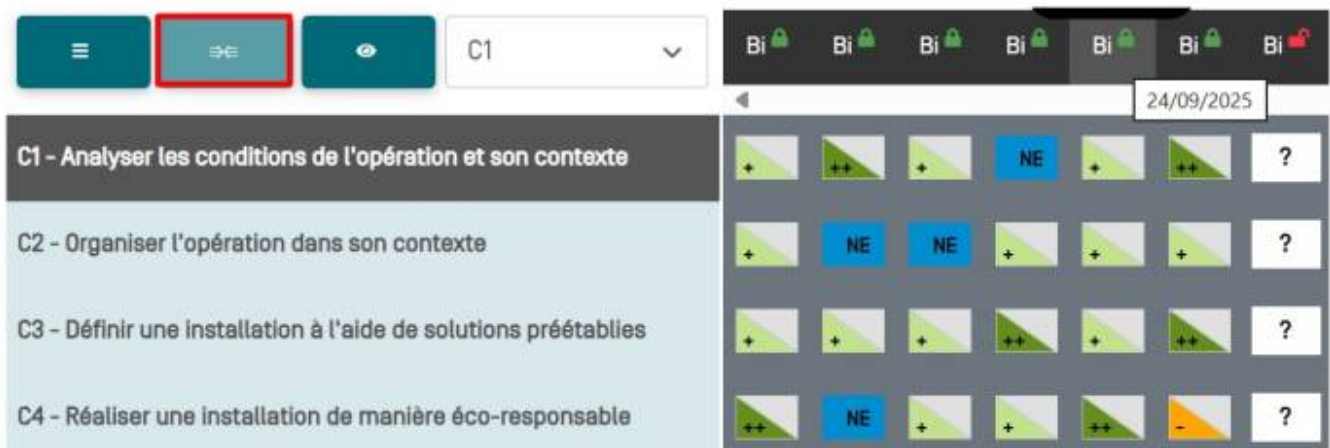 C1
Bi Bi Bi Bi Bi Bi Bi
24/09/2025
C1 - Analyser les conditions de l'opération et son contexte
+ ++ + NE + ++ ?
C2 - Organiser l'opération dans son contexte
+ NE NE + + + ?
C3 - Définir une installation à l'aide de solutions préétablies
+ + + ++ + ++ ?
C4 - Réaliser une installation de manière éco-responsable
++ NE + + ++ - ?